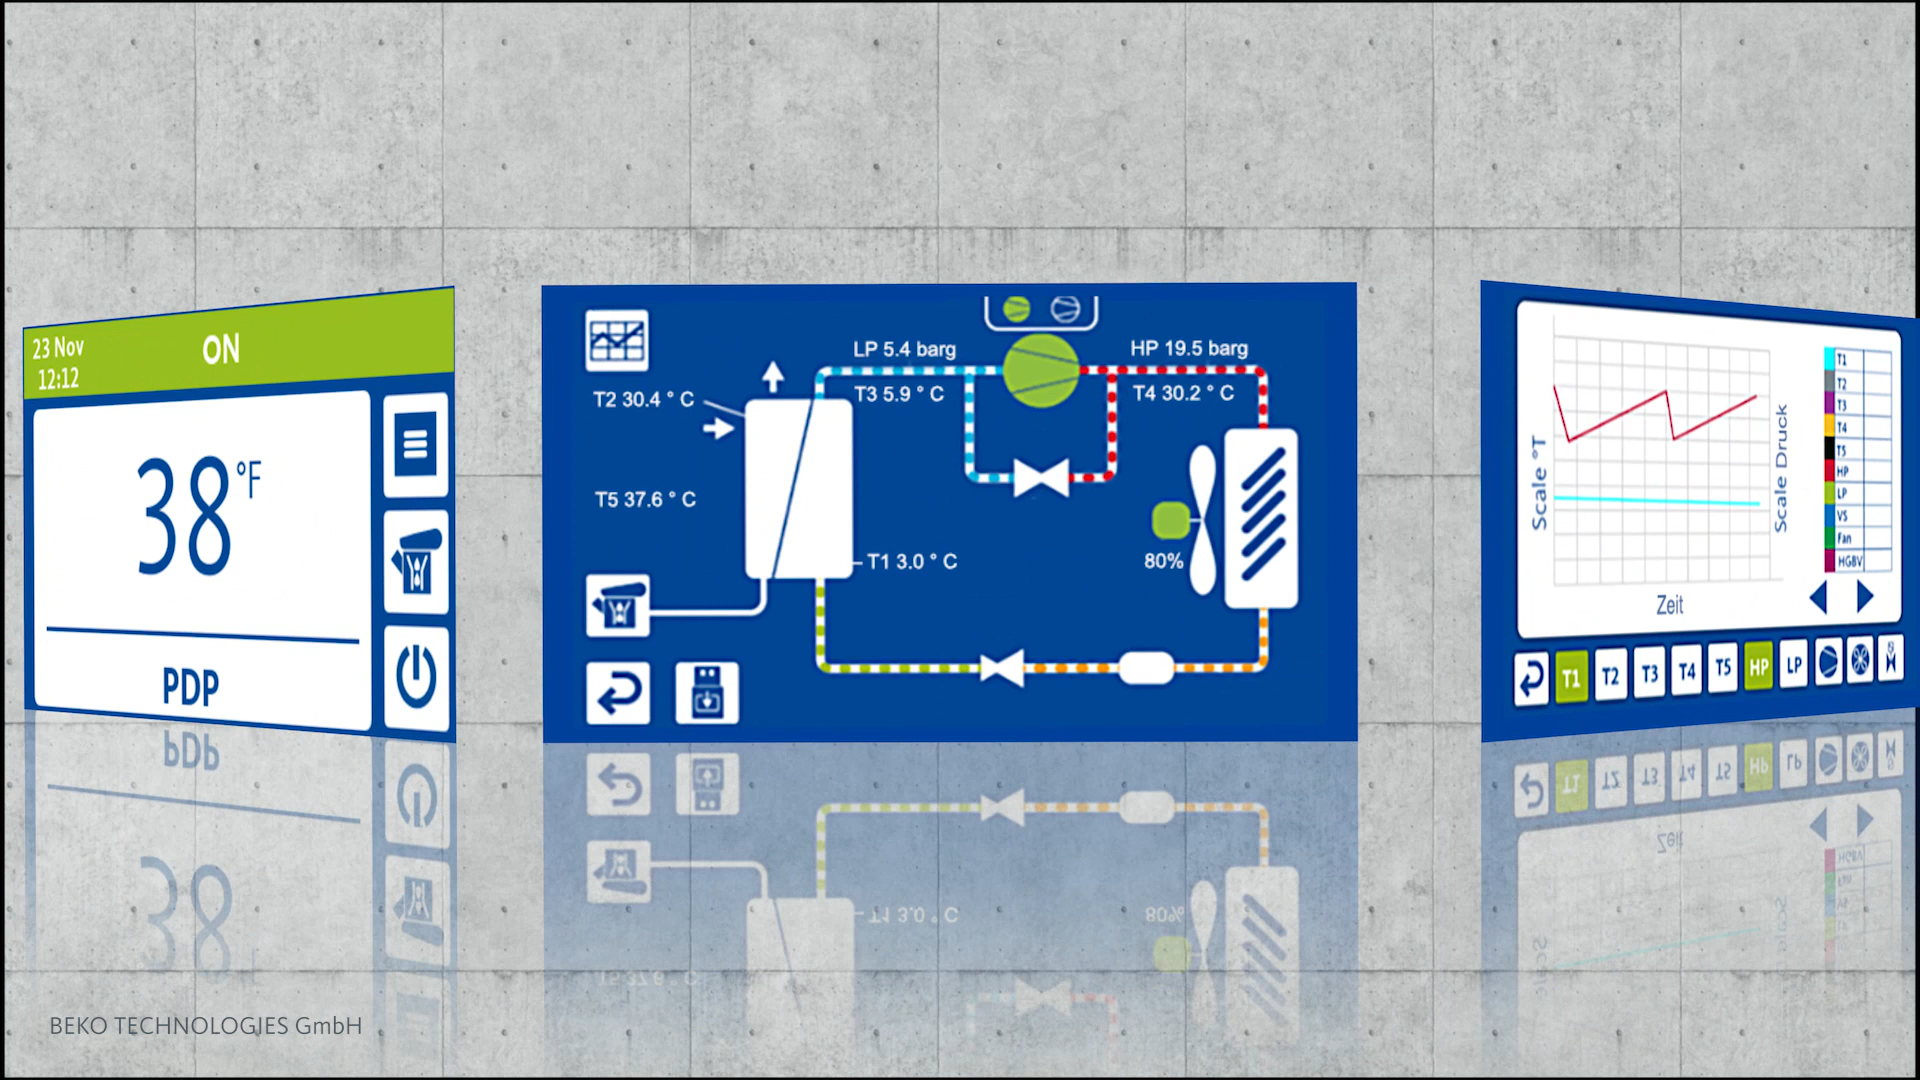 23 Nov
12:12
ON
38 °F
PDP
LP 5.4 barg
HP 19.5 barg
T2 30.4 ° C
T3 5.9 ° C
T4 30.2 ° C
T5 37.6 ° C
T1 3.0 ° C
80%
Scale °T
Scale Druck
Zeit
T1
T2
T3
T4
T5
HP
LP
VS
Fan
HGBV
T1
T2
T3
T4
T5
HP
LP
BEKO TECHNOLOGIES GmbH